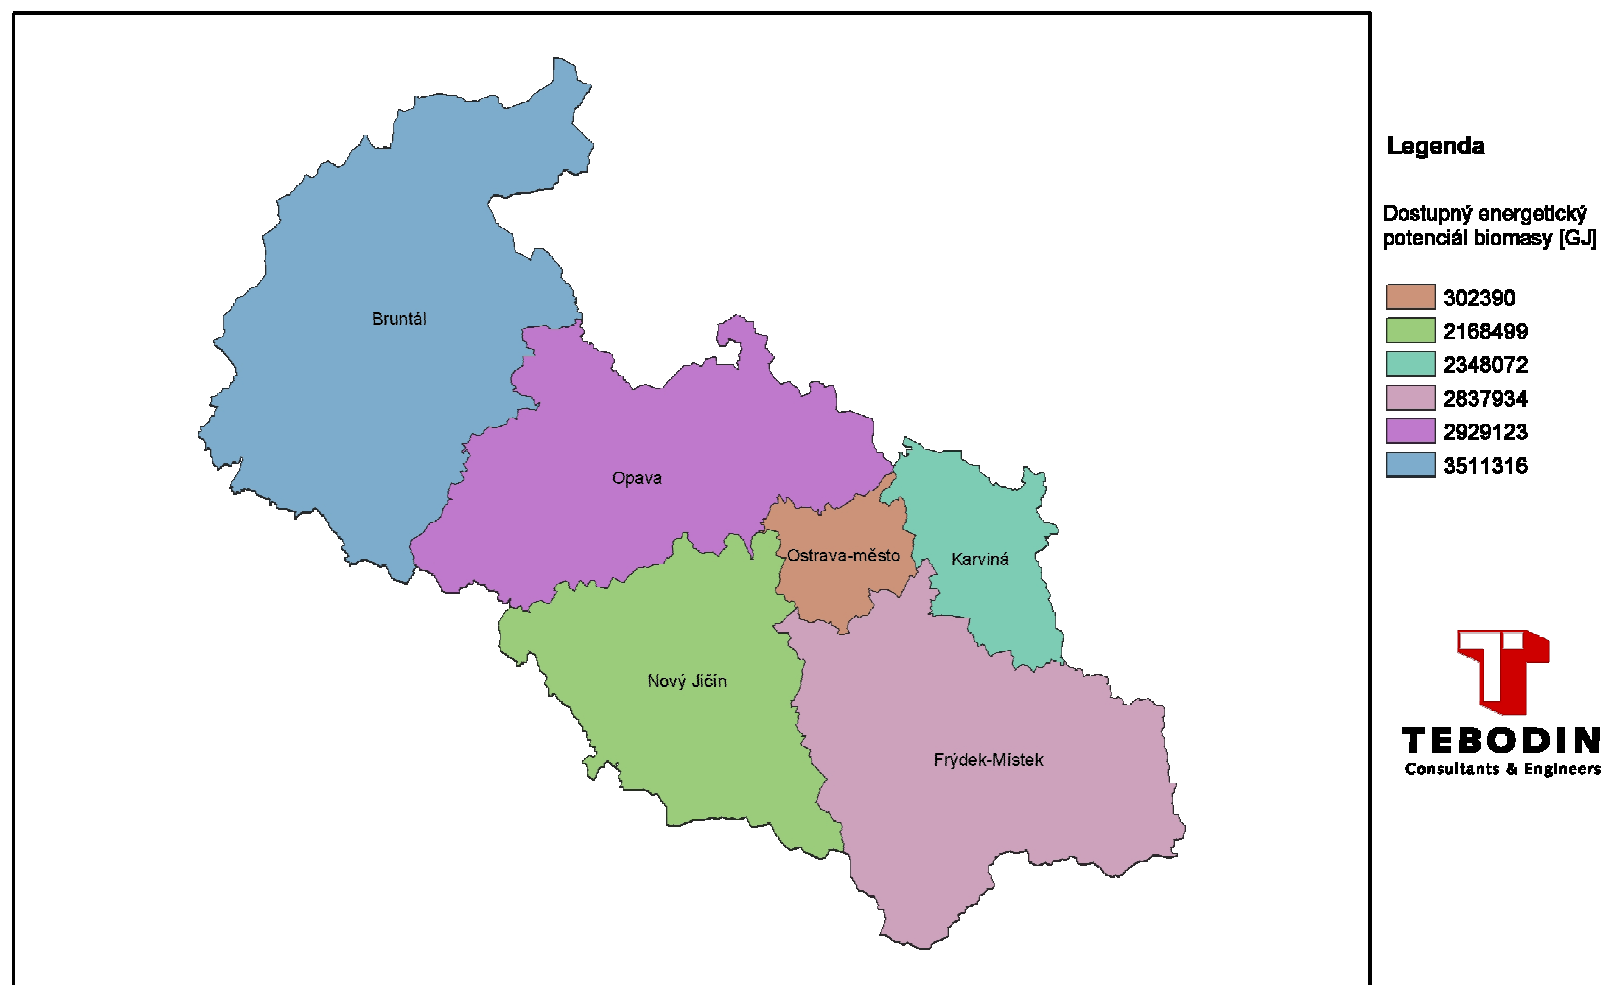 Legenda
Dostupný energetický
potenciál biomasy [GJ]
302390
2168499
2348072
2837934
2929123
3511316
Bruntál
Opava
Ostrava-město
Karviná
Nový Jičín
Frýdek-Místek
TEBODIN
Consultants & Engineers